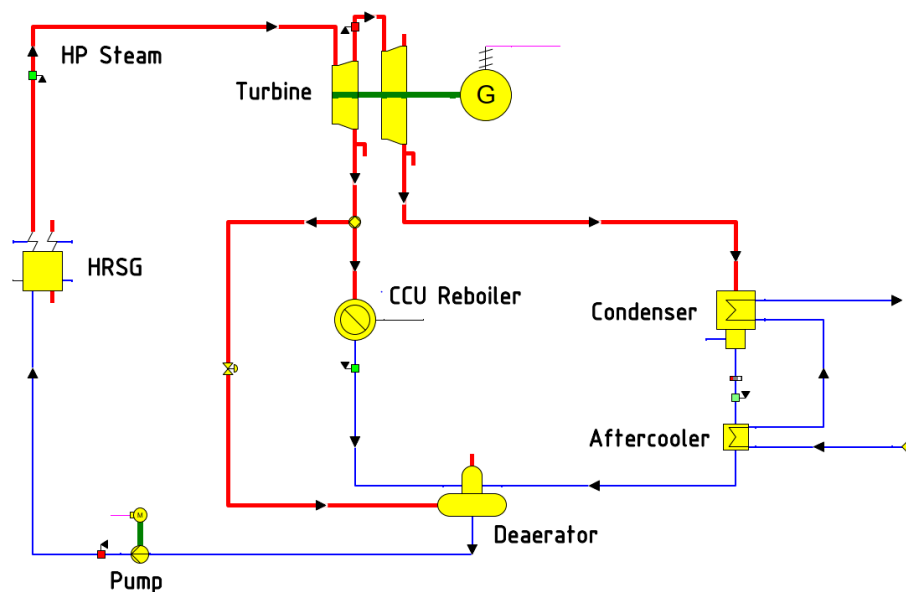 HP Steam
Turbine
G
HRSG
CCU Reboiler
Condenser
Aftercooler
Deaerator
M
Pump